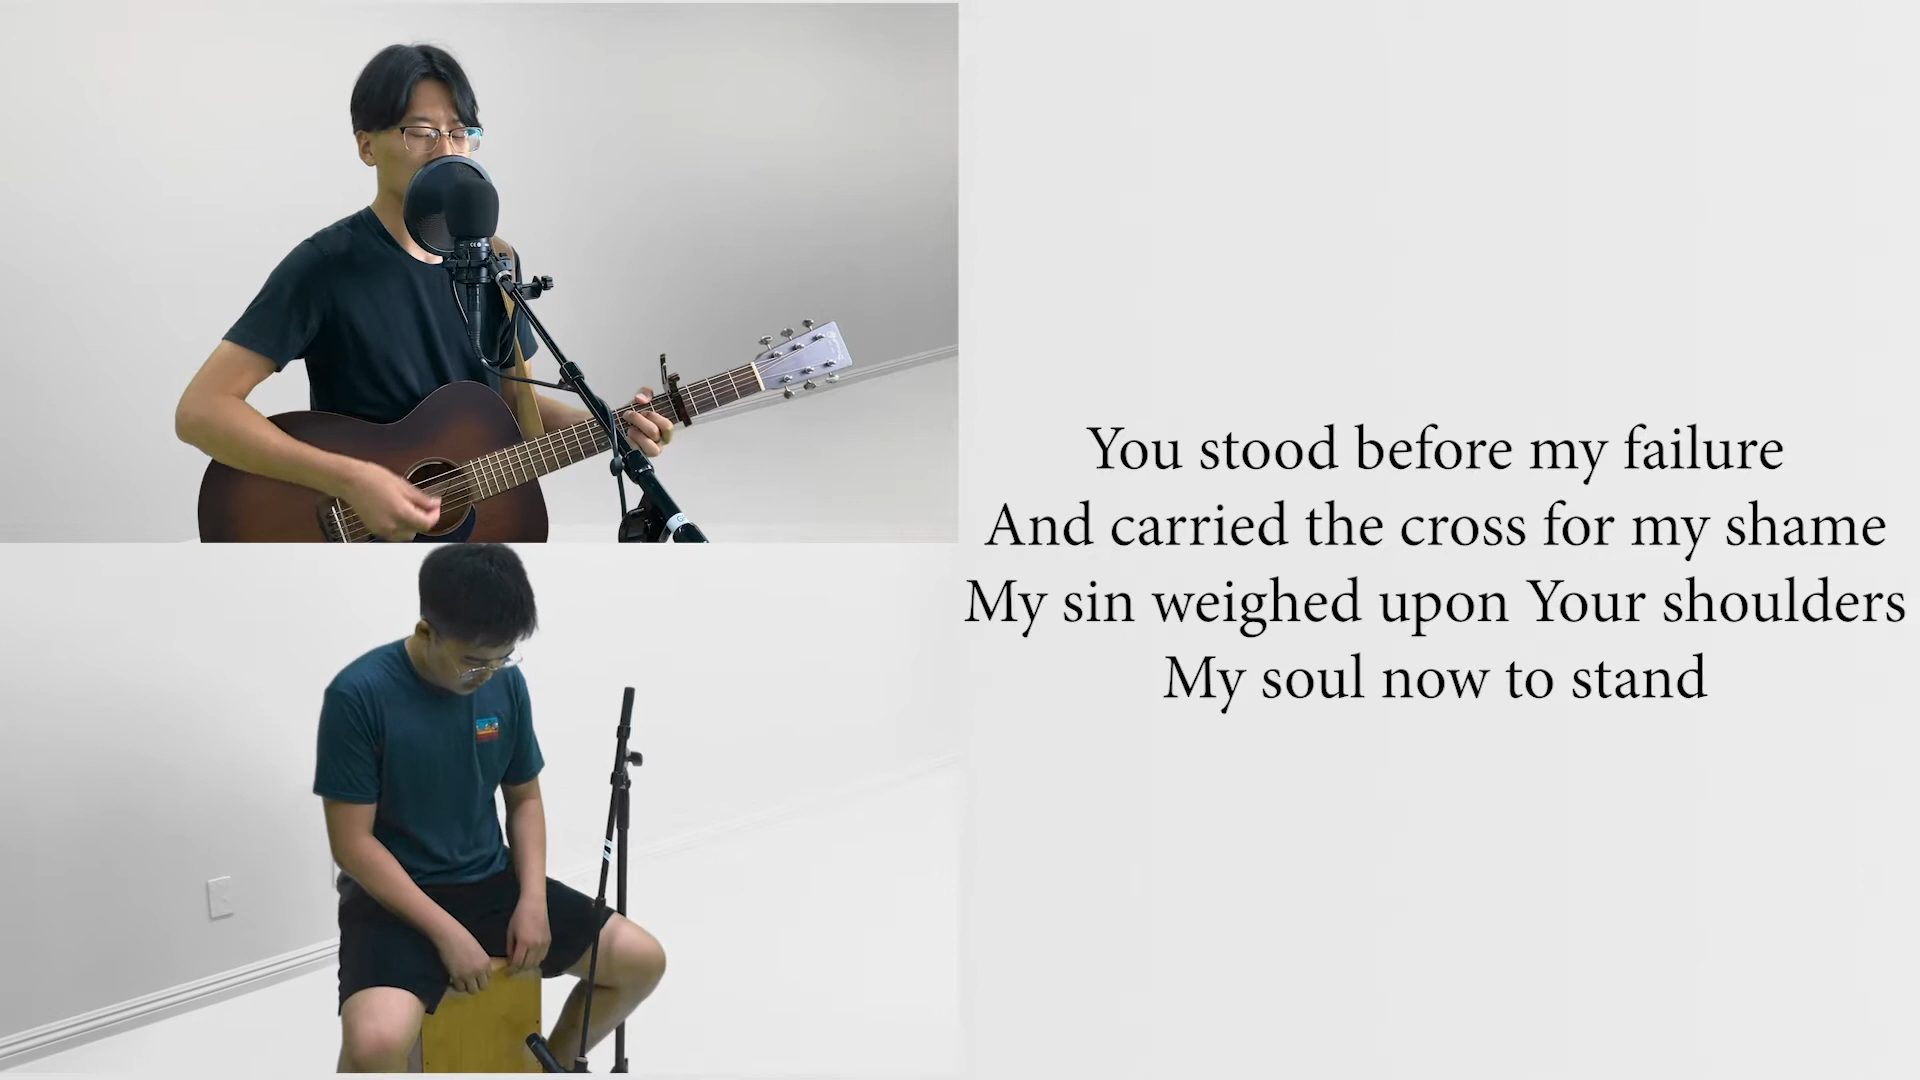 You stood before my failure
And carried the cross for my shame
My sin weighed upon Your shoulders
My soul now to stand